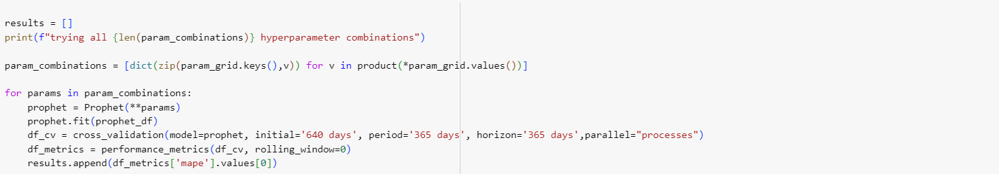 results = []
print(f"trying all {len(param_combinations)} hyperparameter combinations")
param_combinations = [dict(zip(param_grid.keys(),v)) for v in product(*param_grid.values())]
for params in param_combinations:
    prophet = Prophet(**params)
    prophet.fit(prophet_df)
    df_cv = cross_validation(model=prophet, initial='640 days', period='365 days', horizon='365 days',parallel="processes")
    df_metrics = performance_metrics(df_cv, rolling_window=0)
    results.append(df_metrics['mape'].values[0])